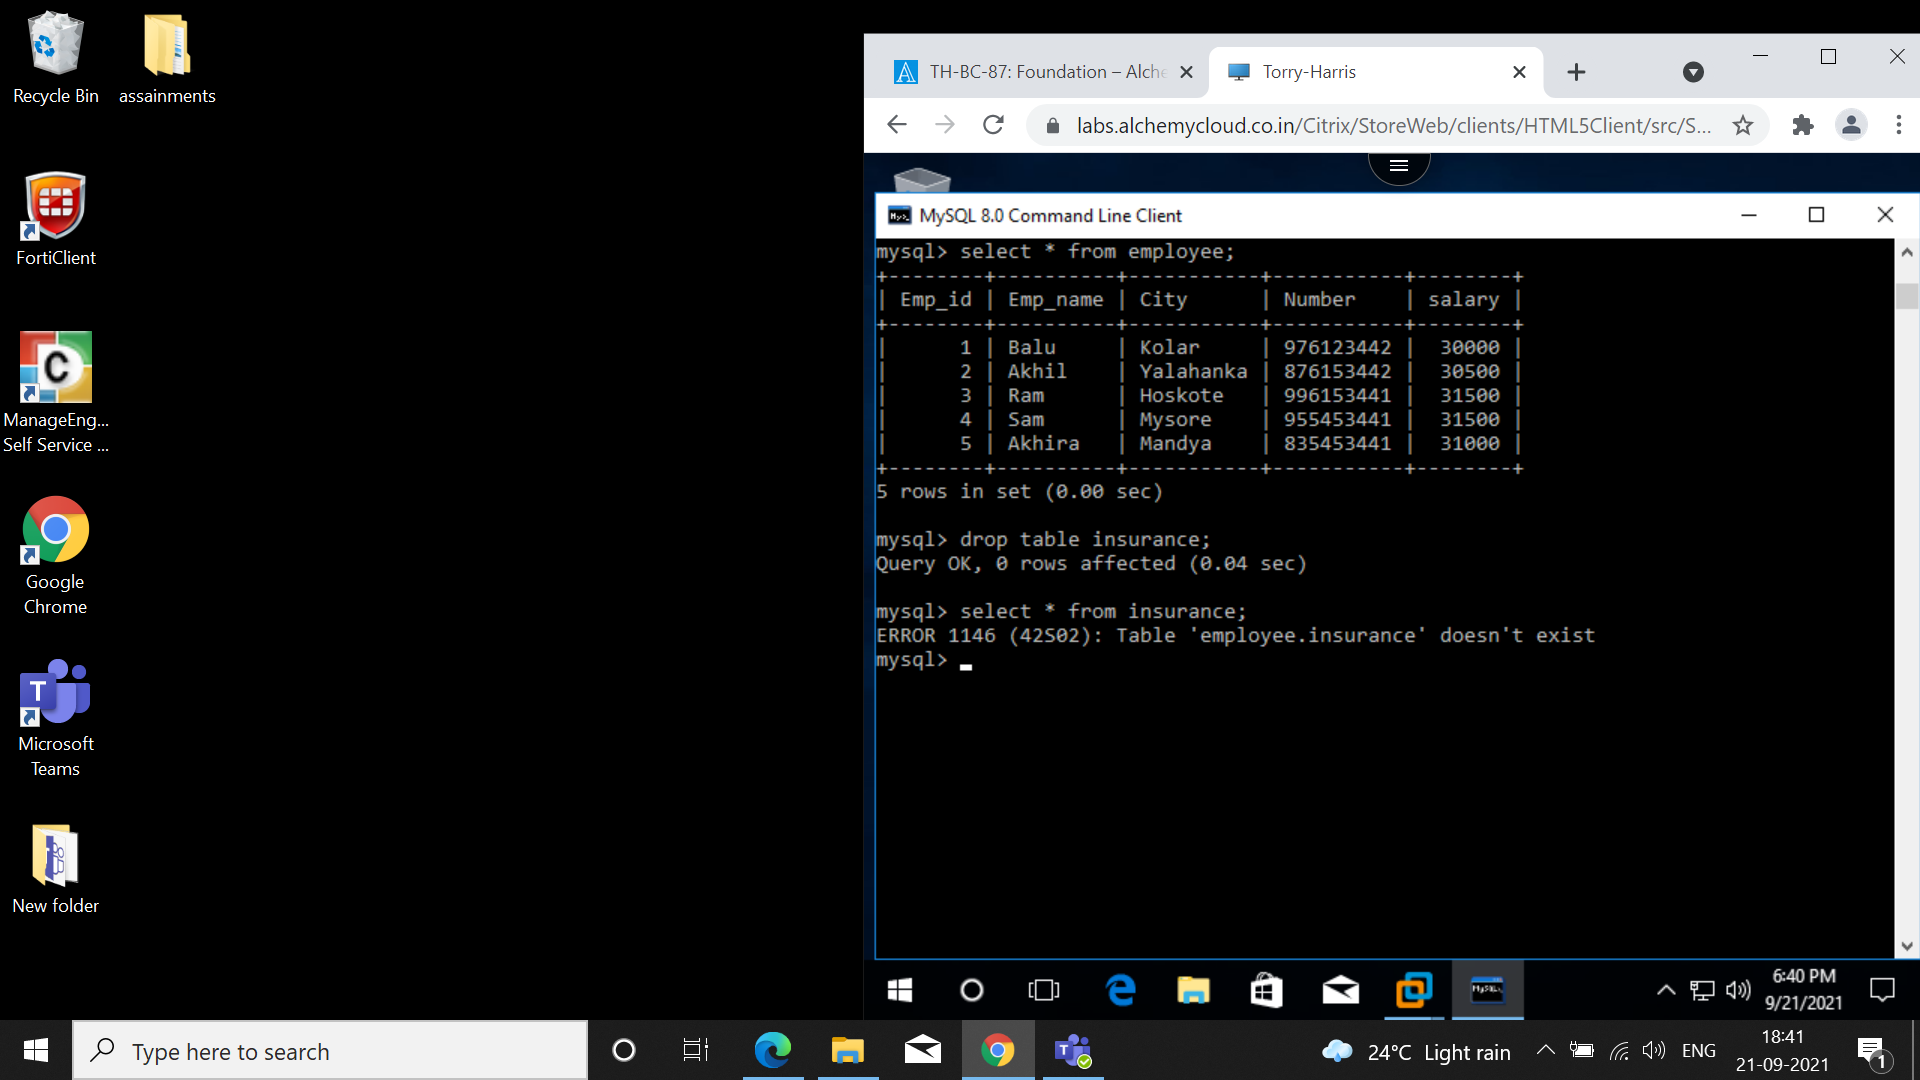 Recycle Bin
assainments
FortiClient
ManageEng...
Self Service ...
Google
Chrome
Microsoft
Teams
New folder
TH-BC-87: Foundation – Alche
Torry-Harris
labs.alchemycloud.co.in/Citrix/StoreWeb/clients/HTML5Client/src/S...
MySQL 8.0 Command Line Client
mysql> select * from employee;
+--------+----------+-----------+-----------+--------+
| Emp_id | Emp_name | City      | Number    | salary |
+--------+----------+-----------+-----------+--------+
|      1 | Balu     | Kolar     | 976123442 |  30000 |
|      2 | Akhil    | Yalahanka | 876153442 |  30500 |
|      3 | Ram      | Hoskote   | 996153441 |  31500 |
|      4 | Sam      | Mysore    | 955453441 |  31500 |
|      5 | Akhira   | Mandya    | 835453441 |  31000 |
+--------+----------+-----------+-----------+--------+
5 rows in set (0.00 sec)
mysql> drop table insurance;
Query OK, 0 rows affected (0.04 sec)
mysql> select * from insurance;
ERROR 1146 (42S02): Table 'employee.insurance' doesn't exist
mysql>
6:40 PM
9/21/2021
Type here to search
24°C Light rain
ENG
18:41
21-09-2021
1